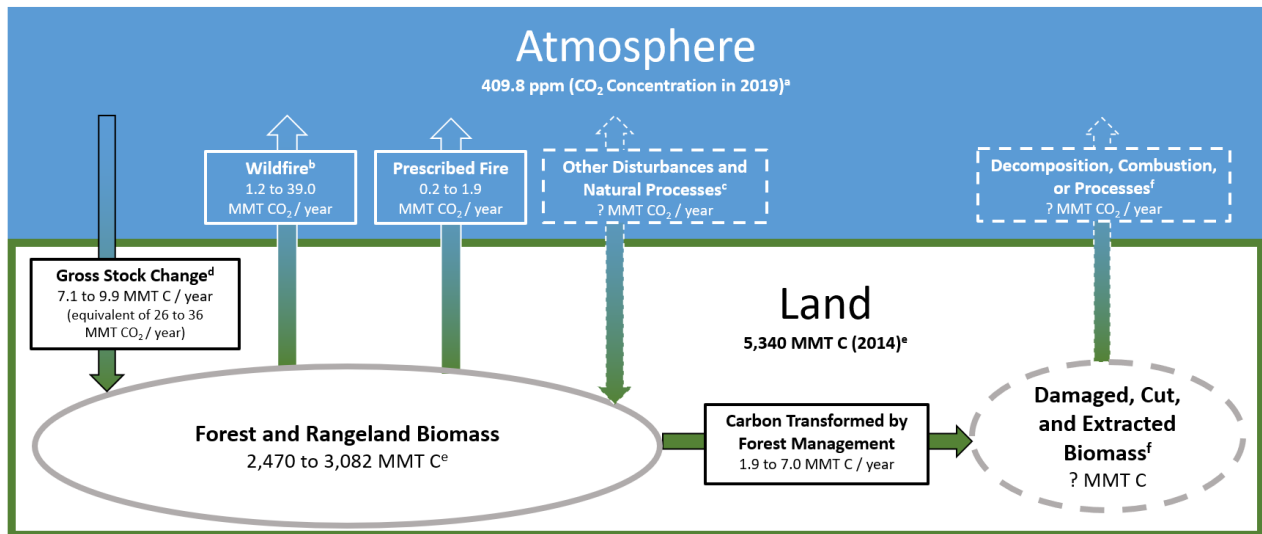 Atmosphere
409.8 ppm (CO₂ Concentration in 2019)ᵃ
Wildfireᵇ
1.2 to 39.0
MMT CO₂ / year
Prescribed Fire
0.2 to 1.9
MMT CO₂ / year
Other Disturbances and
Natural Processesᶜ
? MMT CO₂ / year
Decomposition, Combustion,
or Processesᶠ
? MMT CO₂ / year
Gross Stock Changeᵈ
7.1 to 9.9 MMT C / year
(equivalent of 26 to 36
MMT CO₂ / year)
Land
5,340 MMT C (2014)ᵉ
Forest and Rangeland Biomass
2,470 to 3,082 MMT Cᵉ
Carbon Transformed by
Forest Management
1.9 to 7.0 MMT C / year
Damaged, Cut,
and Extracted
Biomassᶠ
? MMT C